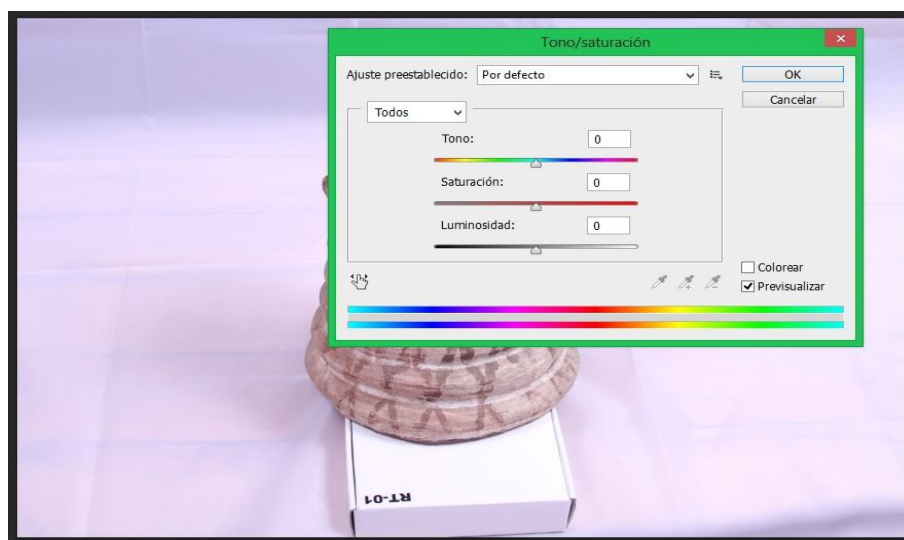 Tono/saturación
Ajuste preestablecido: Por defecto
OK
Cancelar
Todos
Tono: 0
Saturación: 0
Luminosidad: 0
Colorear
Previsualizar
RT-01